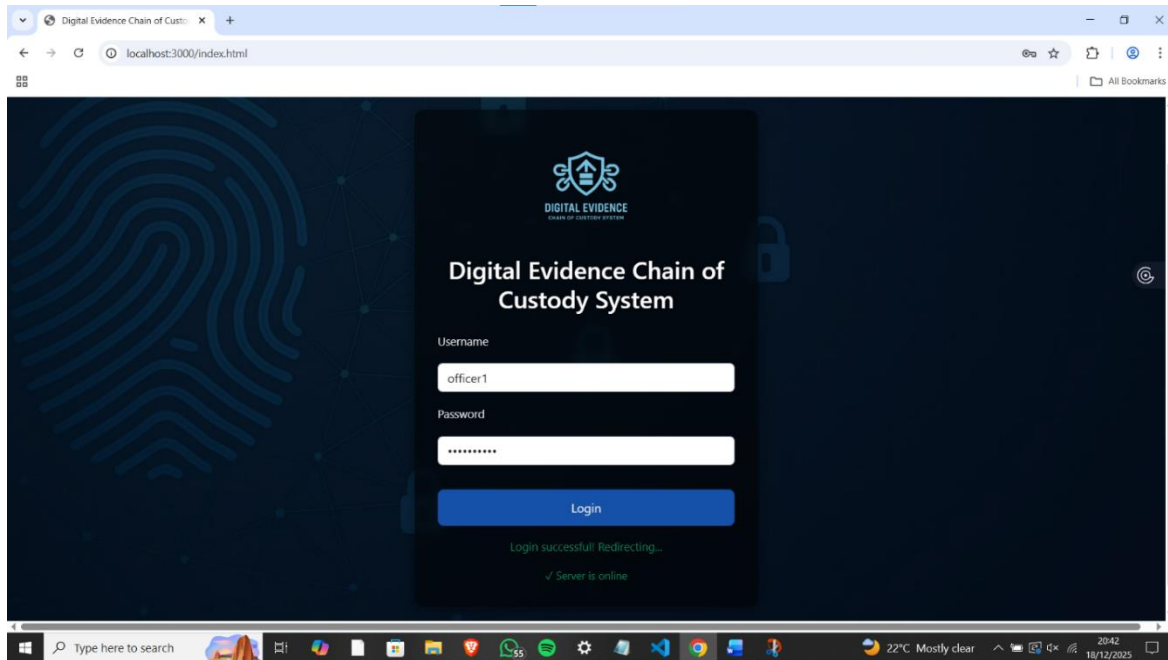 Digital Evidence Chain of Custo
localhost:3000/index.html
All Bookmarks
DIGITAL EVIDENCE
CHAIN OF CUSTODY SYSTEM
Digital Evidence Chain of
Custody System
Username
officer1
Password
••••••••••
Login
Login successful! Redirecting...
✓ Server is online
Type here to search
55
22°C Mostly clear
20:42
18/12/2025